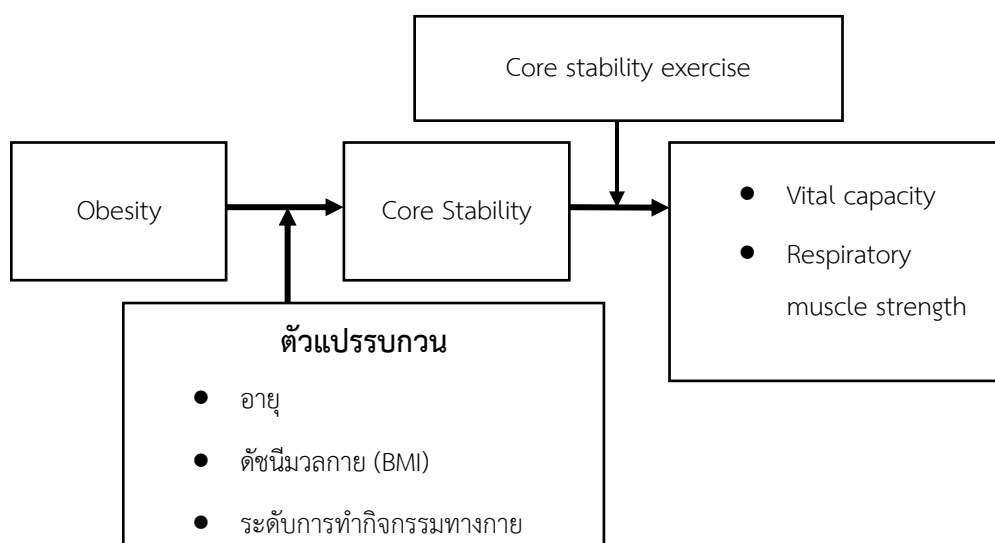 Core stability exercise
Obesity
Core Stability
● Vital capacity
● Respiratory
muscle strength
ตัวแปรรบกวน
● อายุ
● ดัชนีมวลกาย (BMI)
● ระดับการทำกิจกรรมทางกาย